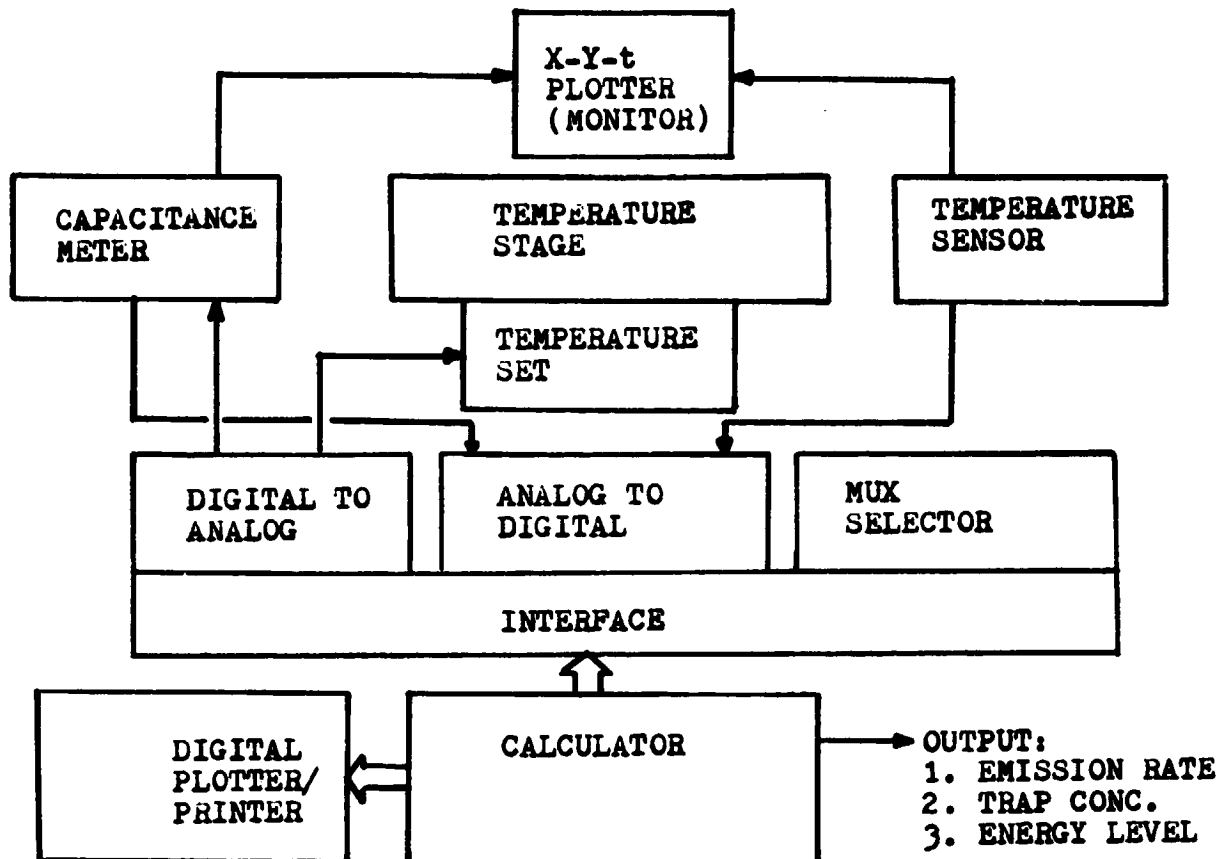 X-Y-t
PLOTTER
(MONITOR)
CAPACITANCE
METER
TEMPERATURE
STAGE
TEMPERATURE
SENSOR
TEMPERATURE
SET
DIGITAL TO
ANALOG
ANALOG TO
DIGITAL
MUX
SELECTOR
INTERFACE
DIGITAL
PLOTTER/
PRINTER
CALCULATOR
OUTPUT:
1. EMISSION RATE
2. TRAP CONC.
3. ENERGY LEVEL